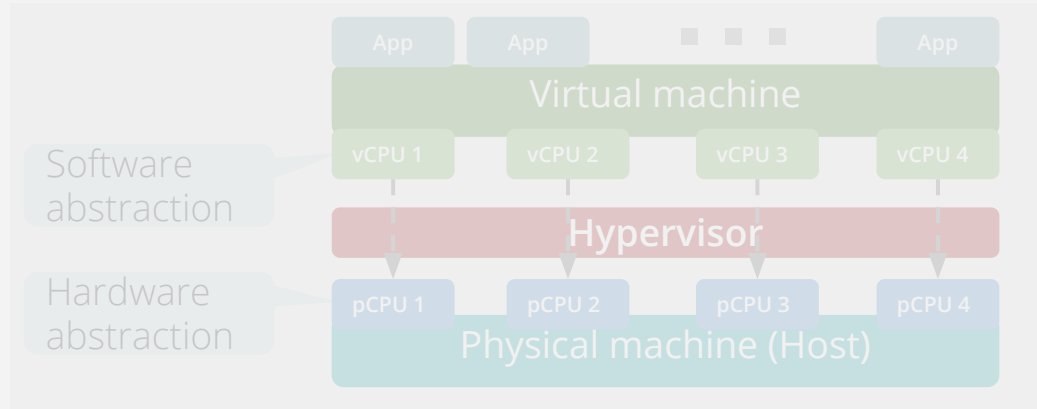 App App App
Virtual machine
vCPU 1 vCPU 2 vCPU 3 vCPU 4
Software
abstraction
Hypervisor
Hardware
abstraction
pCPU 1 pCPU 2 pCPU 3 pCPU 4
Physical machine (Host)